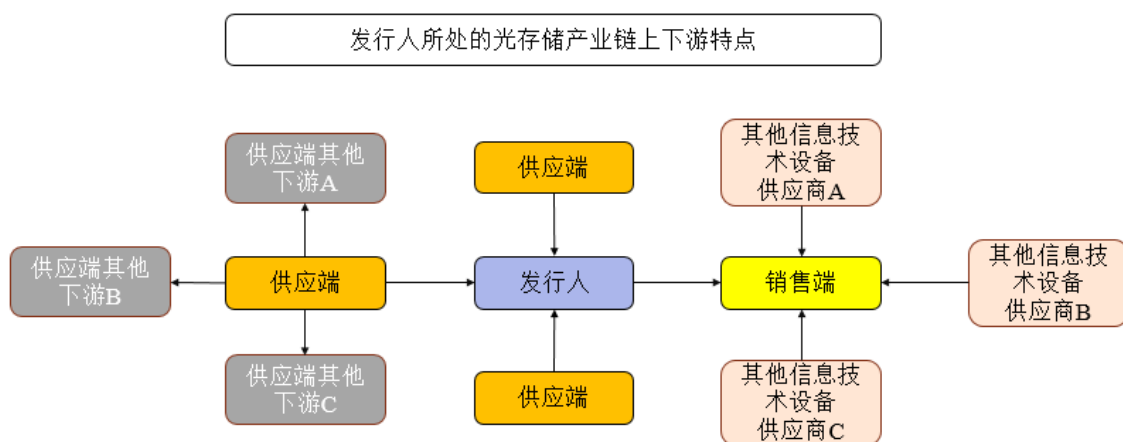 发行人所处的光存储产业链上下游特点
供应端其他
下游A
供应端
其他信息技
术设备
供应商A
供应端其他
下游B
供应端
发行人
销售端
其他信息技
术设备
供应商B
供应端其他
下游C
供应端
其他信息技
术设备
供应商C